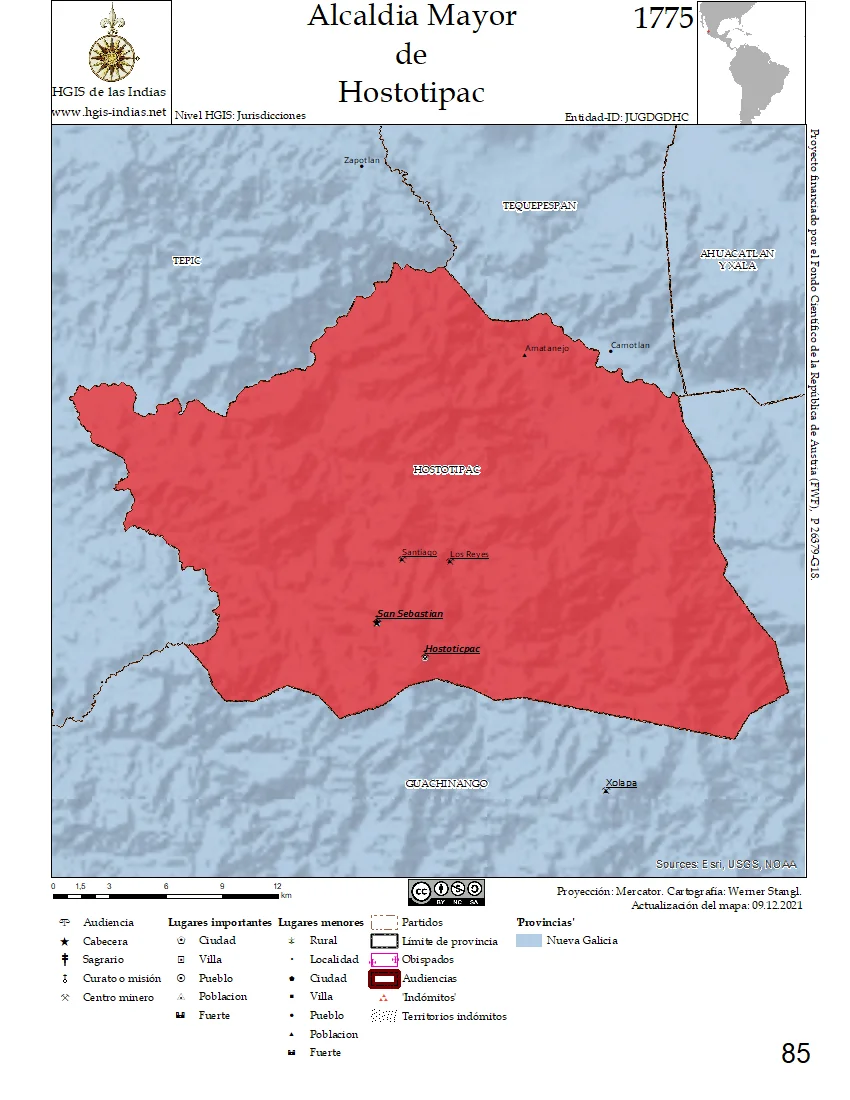 Alcaldia Mayor
de
Hostotipac
1775
HGIS de las Indias
www.hgis-indias.net
Nivel HGIS: Jurisdicciones
Entidad-ID: JUGDGDHC
Proyecto financiado por el Fondo Científico de la República de Austria (FWF), P 26379-G18.
Zapotlan
TEQUEPESPAN
TEPIC
AHUACATLAN
Y XALA
Amatanejo
Camotlan
HOSTOTIPAC
Santiago
Los Reyes
San Sebastian
Hostoticpac
GUACHINANGO
Xolapa
Sources: Esri, USGS, NOAA
0 1,5 3 6 9 12
km
CC BY NC SA
Proyección: Mercator. Cartografía: Werner Stangl.
Actualización del mapa: 09.12.2021
Audiencia
Cabecera
Sagrario
Curato o misión
Centro minero
Lugares importantes
Ciudad
Villa
Pueblo
Poblacion
Fuerte
Lugares menores
Rural
Localidad
Ciudad
Villa
Pueblo
Poblacion
Fuerte
Partidos
Límite de provincia
Obispados
Audiencias
'Indómitos'
Territorios indómitos
'Provincias'
Nueva Galicia
85